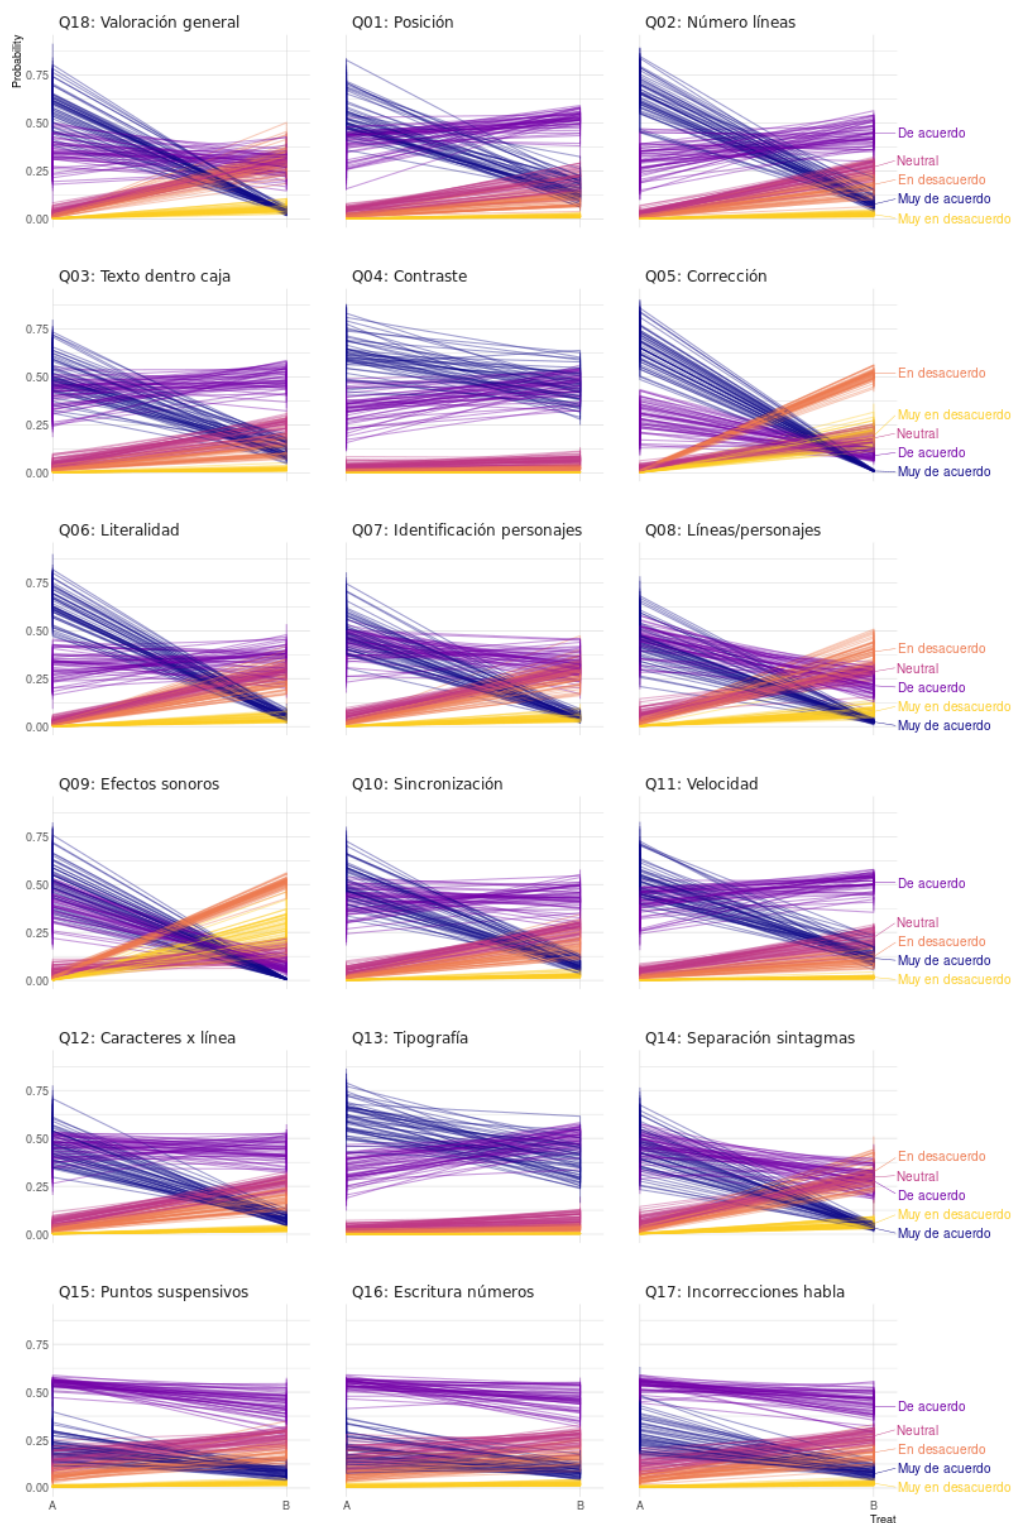 Q18: Valoración general
Q01: Posición
Q02: Número líneas
Probability
0.75
0.50
0.25
0.00
De acuerdo
Neutral
En desacuerdo
Muy de acuerdo
Muy en desacuerdo
Q03: Texto dentro caja
Q04: Contraste
Q05: Corrección
0.75
0.50
0.25
0.00
En desacuerdo
Muy en desacuerdo
Neutral
De acuerdo
Muy de acuerdo
Q06: Literalidad
Q07: Identificación personajes
Q08: Líneas/personajes
0.75
0.50
0.25
0.00
En desacuerdo
Neutral
De acuerdo
Muy en desacuerdo
Muy de acuerdo
Q09: Efectos sonoros
Q10: Sincronización
Q11: Velocidad
0.75
0.50
0.25
0.00
De acuerdo
Neutral
En desacuerdo
Muy de acuerdo
Muy en desacuerdo
Q12: Caracteres x línea
Q13: Tipografía
Q14: Separación sintagmas
0.75
0.50
0.25
0.00
En desacuerdo
Neutral
De acuerdo
Muy en desacuerdo
Muy de acuerdo
Q15: Puntos suspensivos
Q16: Escritura números
Q17: Incorrecciones habla
0.75
0.50
0.25
0.00
De acuerdo
Neutral
En desacuerdo
Muy de acuerdo
Muy en desacuerdo
A B A B A B
Treat